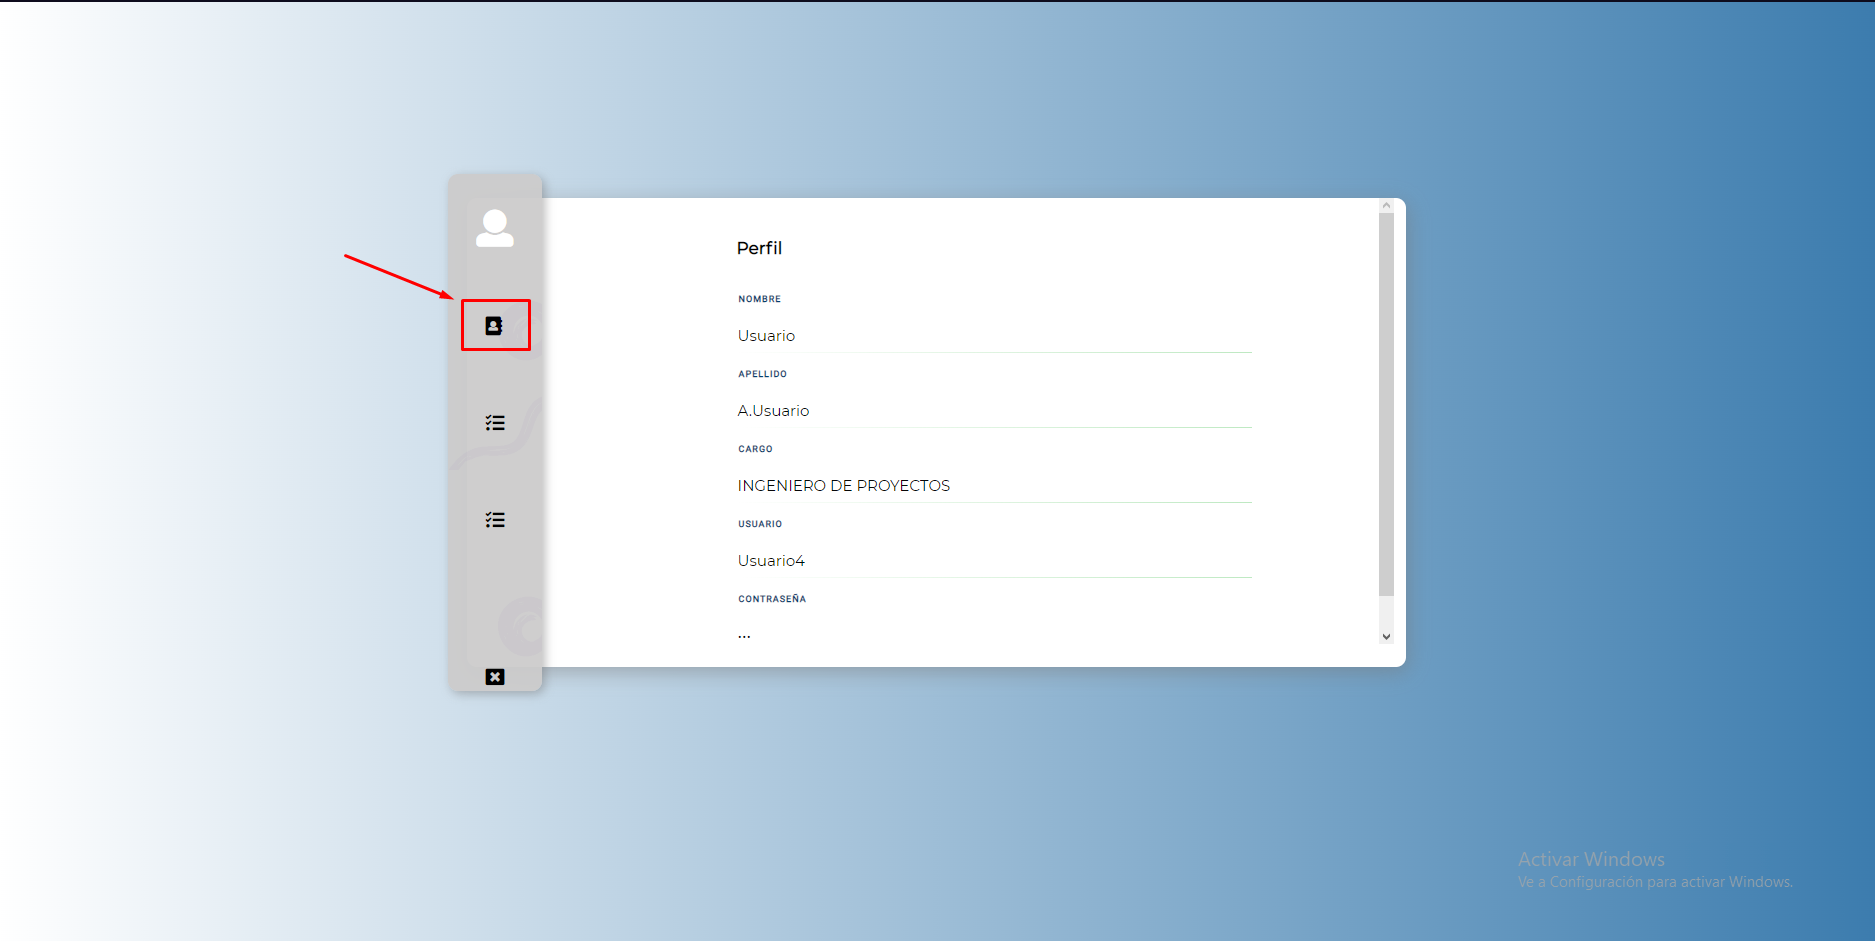 Perfil
NOMBRE
Usuario
APELLIDO
A.Usuario
CARGO
INGENIERO DE PROYECTOS
USUARIO
Usuario4
CONTRASEÑA
...
Activar Windows
Ve a Configuración para activar Windows.